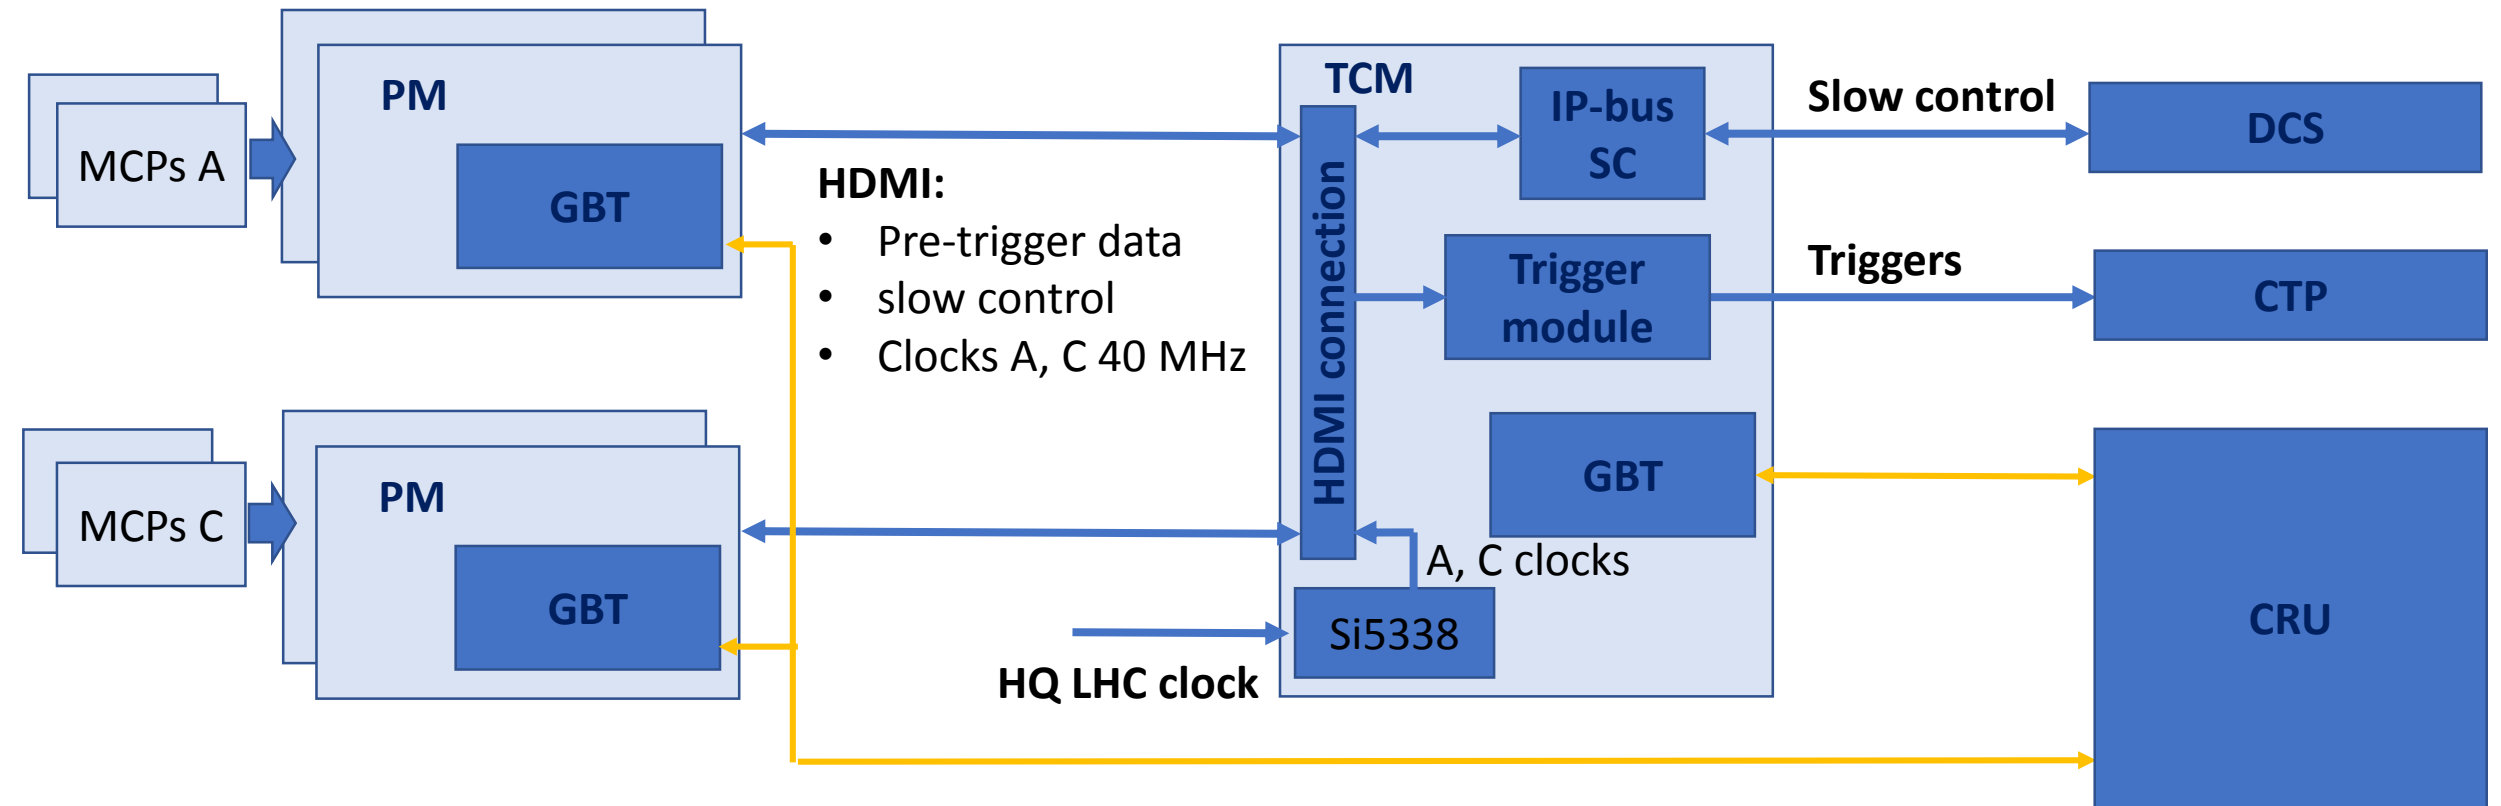 MCPs A
PM
GBT
MCPs C
PM
GBT
HDMI:
• Pre-trigger data
• slow control
• Clocks A, C 40 MHz
HQ LHC clock
TCM
HDMI connection
IP-bus
SC
Trigger
module
GBT
A, C clocks
Si5338
Slow control
Triggers
DCS
CTP
CRU